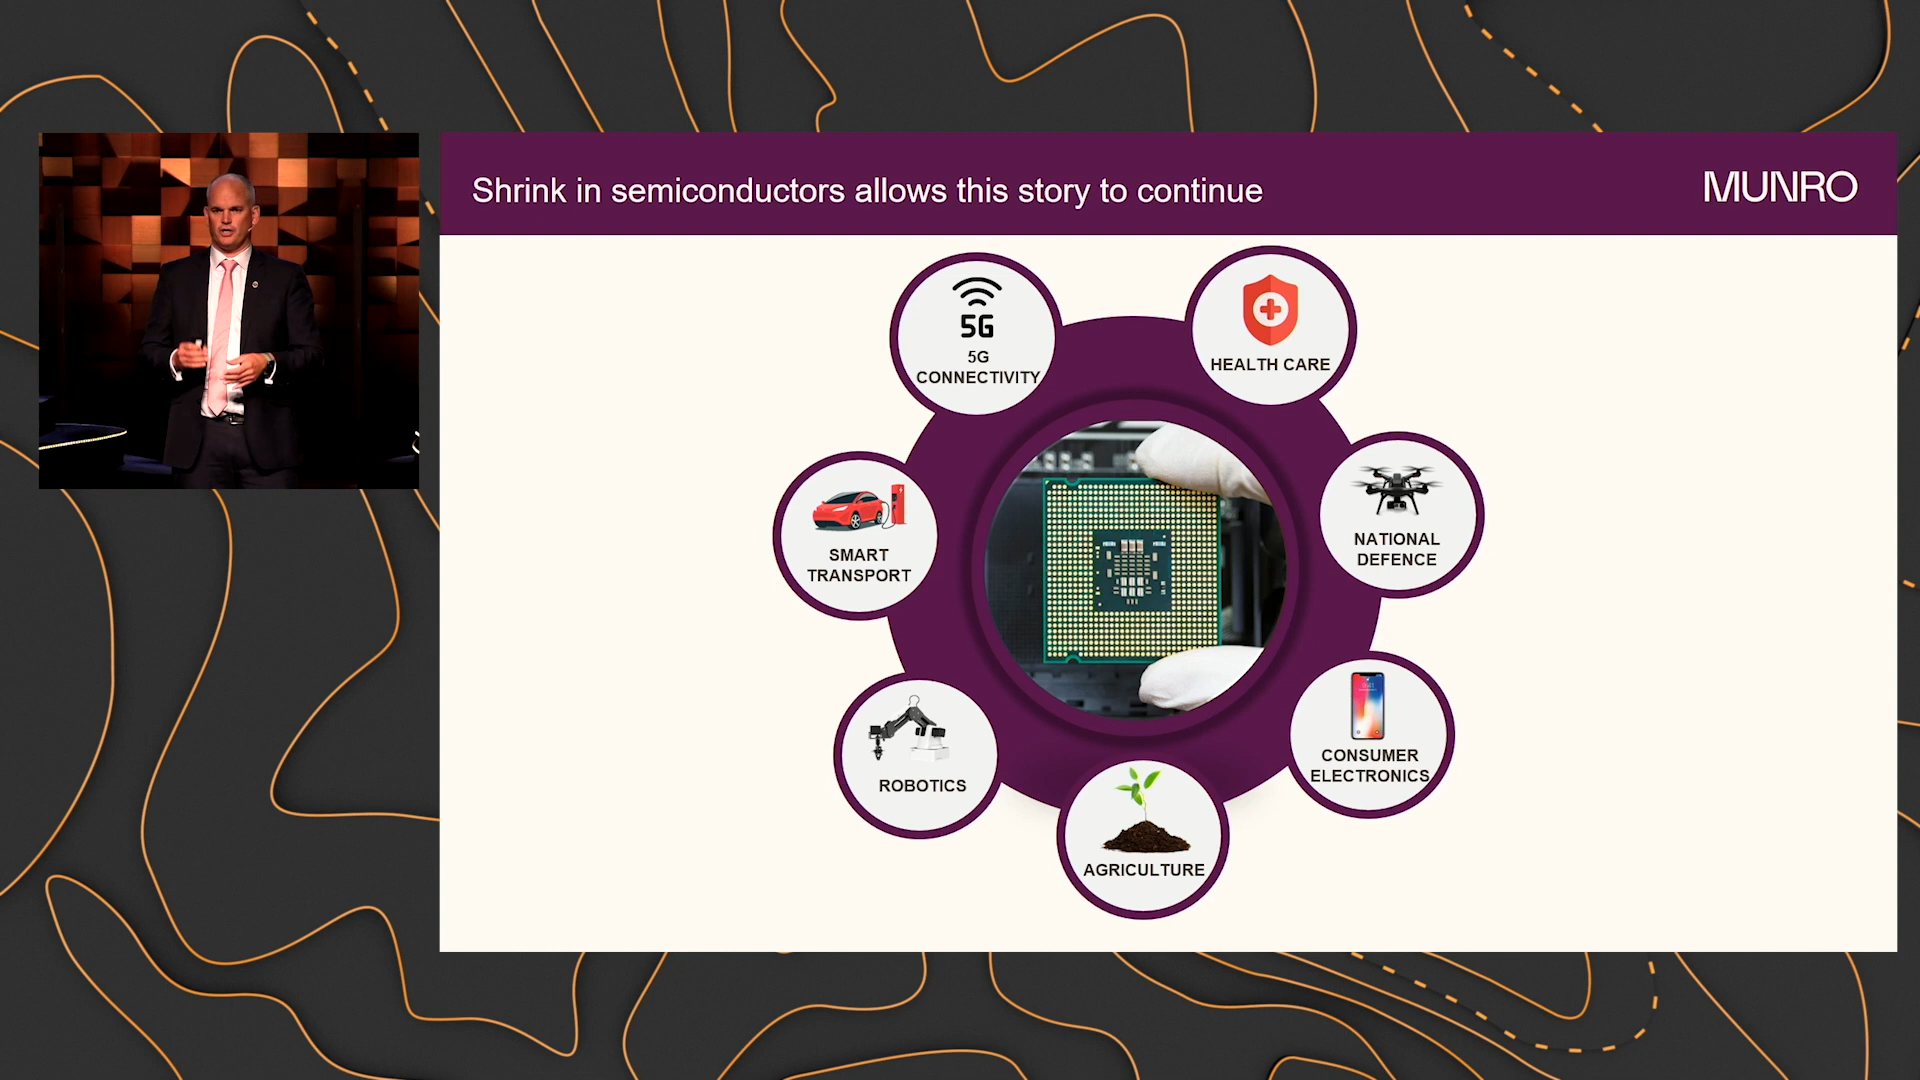 Shrink in semiconductors allows this story to continue
MUNRO
5G
5G
CONNECTIVITY
HEALTH CARE
SMART
TRANSPORT
NATIONAL
DEFENCE
ROBOTICS
CONSUMER
ELECTRONICS
AGRICULTURE